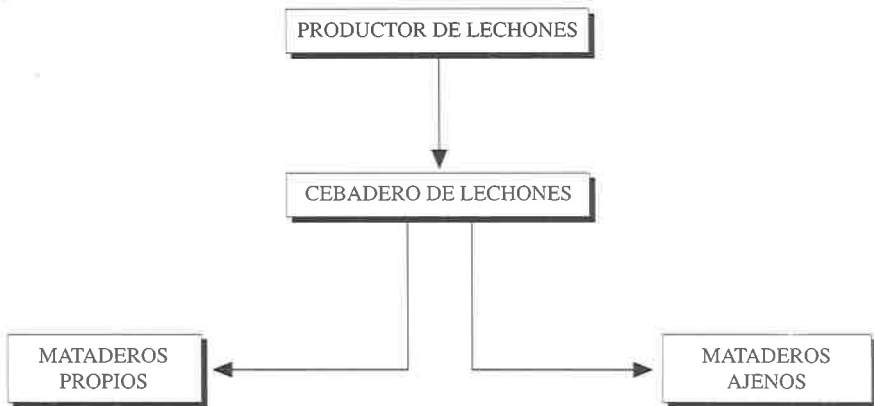 PRODUCTOR DE LECHONES
CEBADERO DE LECHONES
MATADEROS
PROPIOS
MATADEROS
AJENOS